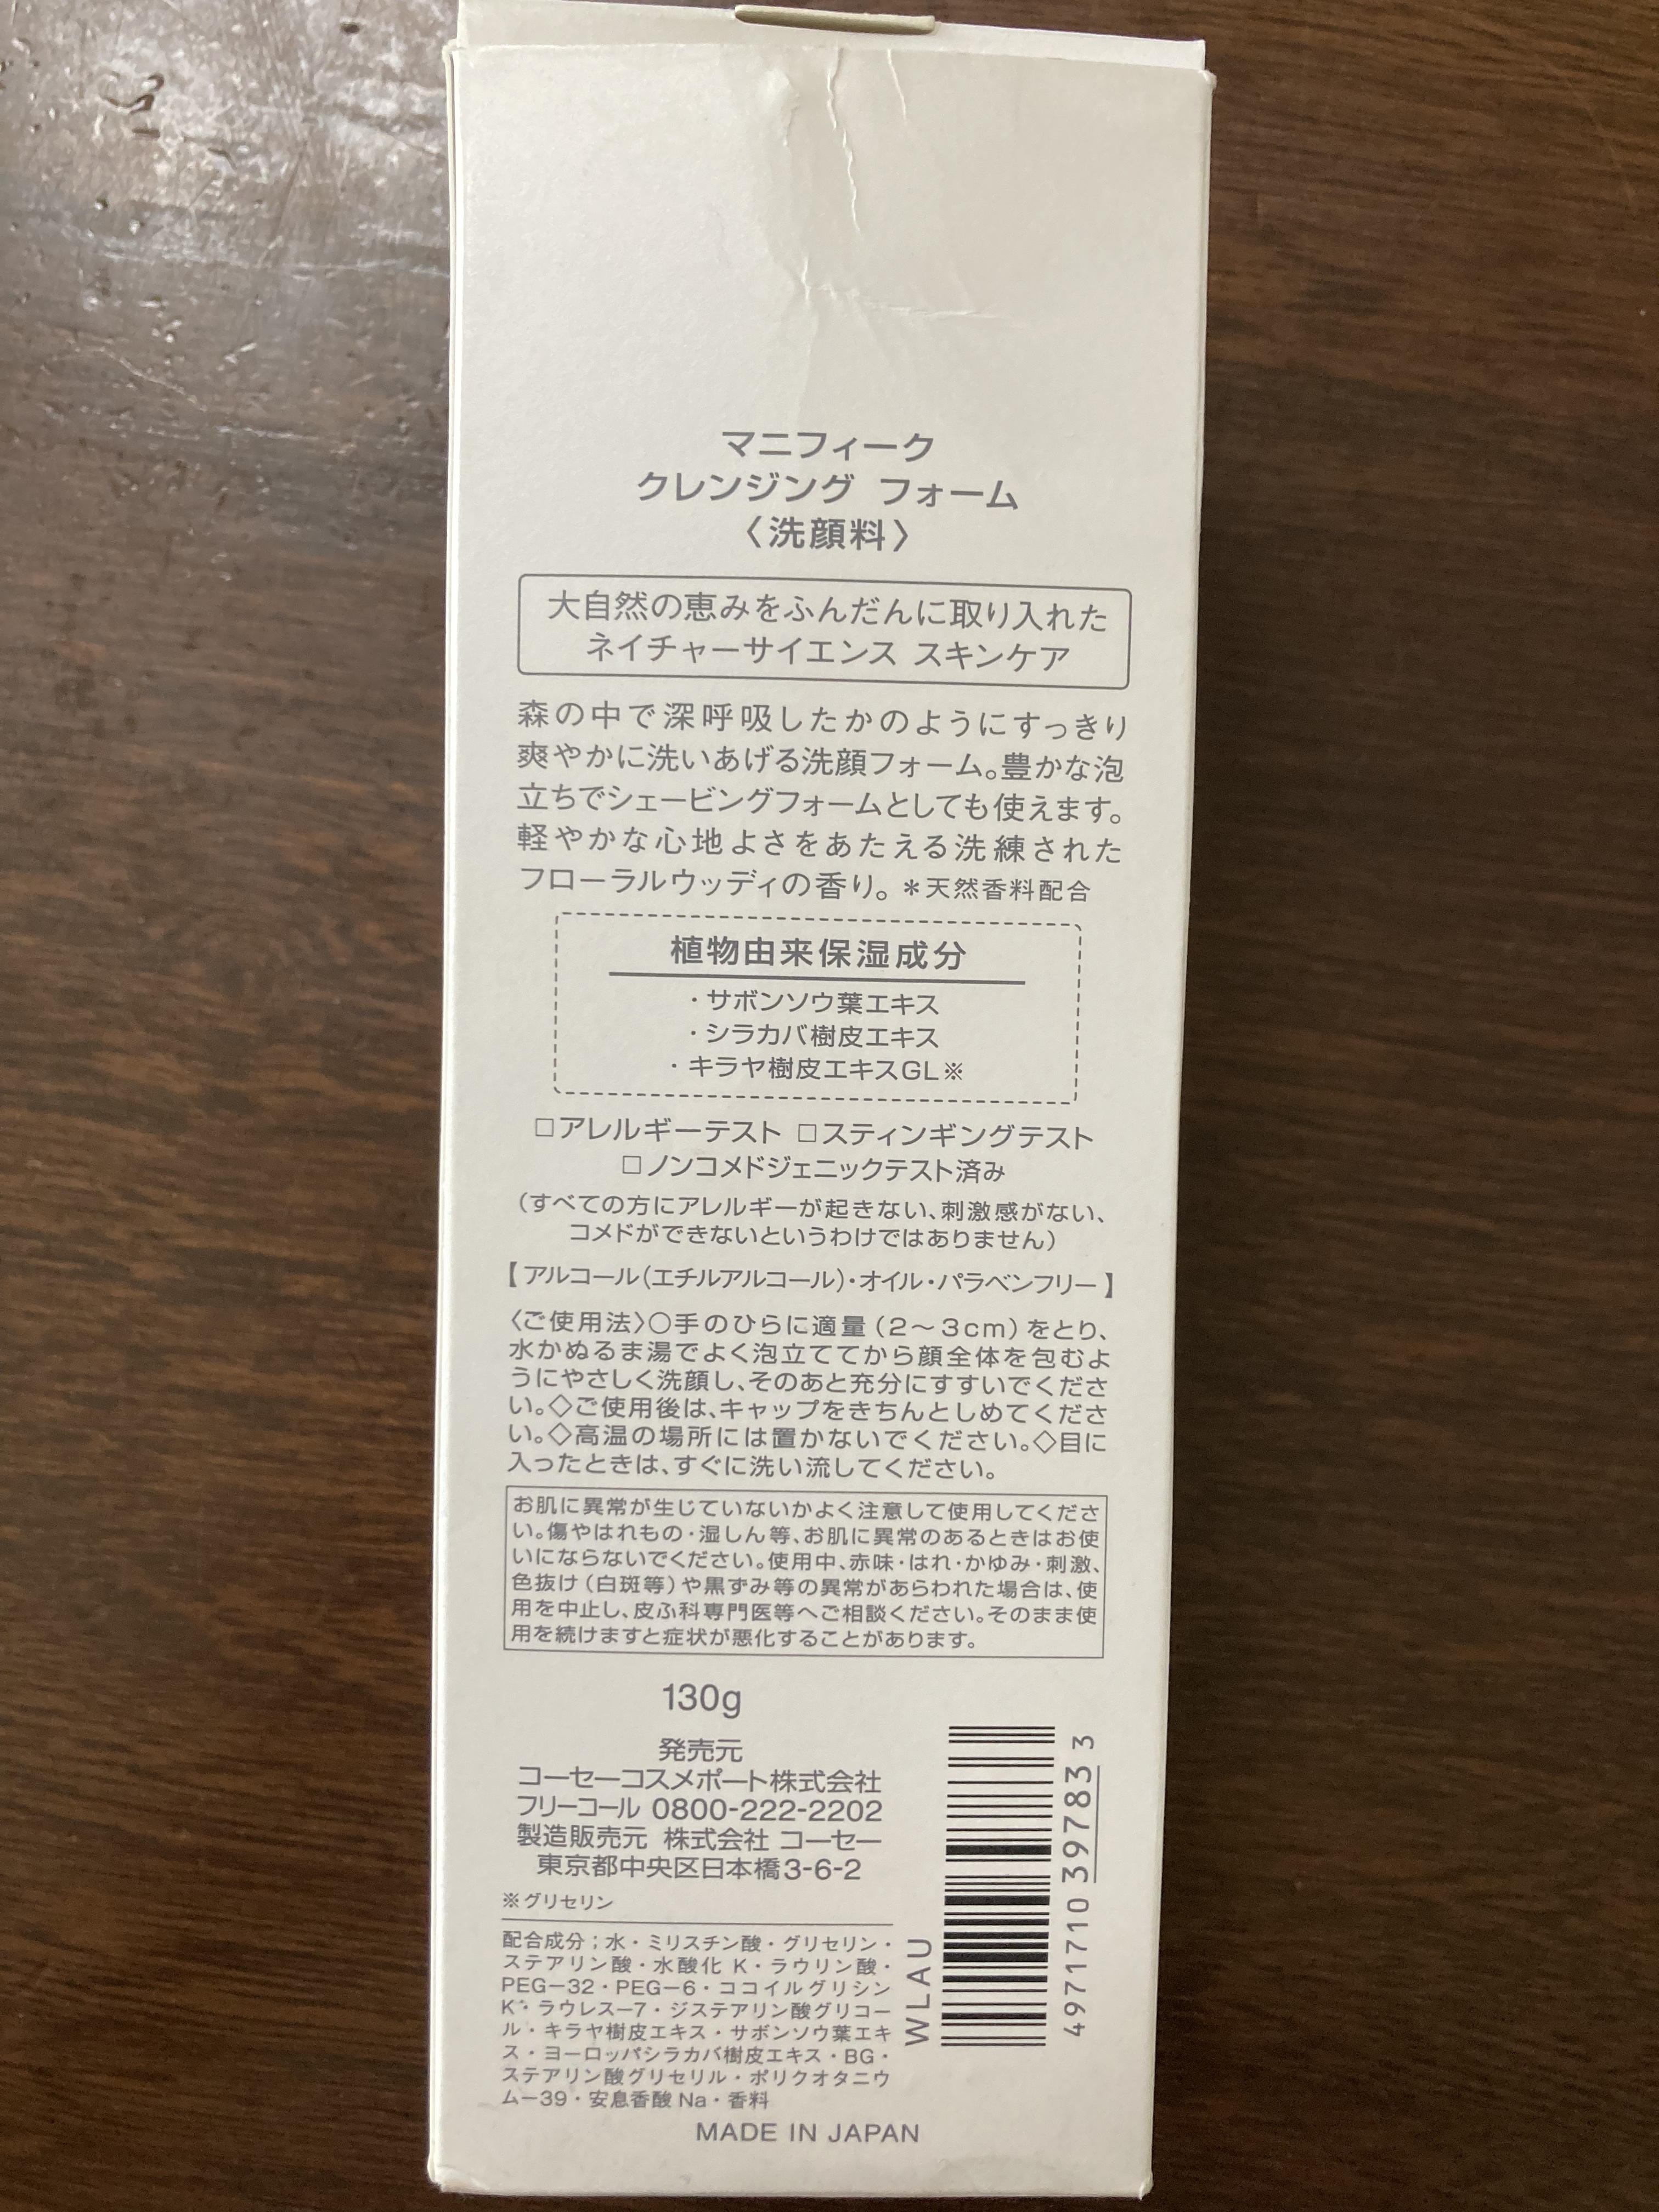 マニフィーク
クレンジング フォーム
〈洗顔料〉
大自然の恵みをふんだんに取り入れた
ネイチャーサイエンス スキンケア
森の中で深呼吸したかのようにすっきり
爽やかに洗いあげる洗顔フォーム。豊かな泡
立ちでシェービングフォームとしても使えます。
軽やかな心地よさをあたえる洗練された
フローラルウッディの香り。＊天然香料配合
植物由来保湿成分
・サボンソウ葉エキス
・シラカバ樹皮エキス
・キラヤ樹皮エキスGL※
□アレルギーテスト □スティンギングテスト
□ノンコメドジェニックテスト済み
（すべての方にアレルギーが起きない、刺激感がない、
コメドができないというわけではありません）
【アルコール（エチルアルコール）・オイル・パラベンフリー】
〈ご使用法〉○手のひらに適量（2～3cm）をとり、
水かぬるま湯でよく泡立ててから顔全体を包むよ
うにやさしく洗顔し、そのあと充分にすすいでくださ
い。◇ご使用後は、キャップをきちんとしめてくださ
い。◇高温の場所には置かないでください。◇目に
入ったときは、すぐに洗い流してください。
お肌に異常が生じていないかよく注意して使用してくださ
い。傷やはれもの・湿しん等、お肌に異常のあるときはお使
いにならないでください。使用中、赤味・はれ・かゆみ・刺激、
色抜け（白斑等）や黒ずみ等の異常があらわれた場合は、使
用を中止し、皮ふ科専門医等へご相談ください。そのまま使
用を続けますと症状が悪化することがあります。
130g
発売元
コーセーコスメポート株式会社
フリーコール 0800-222-2202
製造販売元 株式会社 コーセー
東京都中央区日本橋3-6-2
※グリセリン
配合成分；水・ミリスチン酸・グリセリン・
ステアリン酸・水酸化 K・ラウリン酸・
PEG－32・PEG－6・ココイルグリシン
K・ラウレス－7・ジステアリン酸グリコー
ル・キラヤ樹皮エキス・サボンソウ葉エキ
ス・ヨーロッパシラカバ樹皮エキス・BG・
ステアリン酸グリセリル・ポリクオタニウ
ム－39・安息香酸 Na・香料
WLAU
4971710 39783 3
MADE IN JAPAN